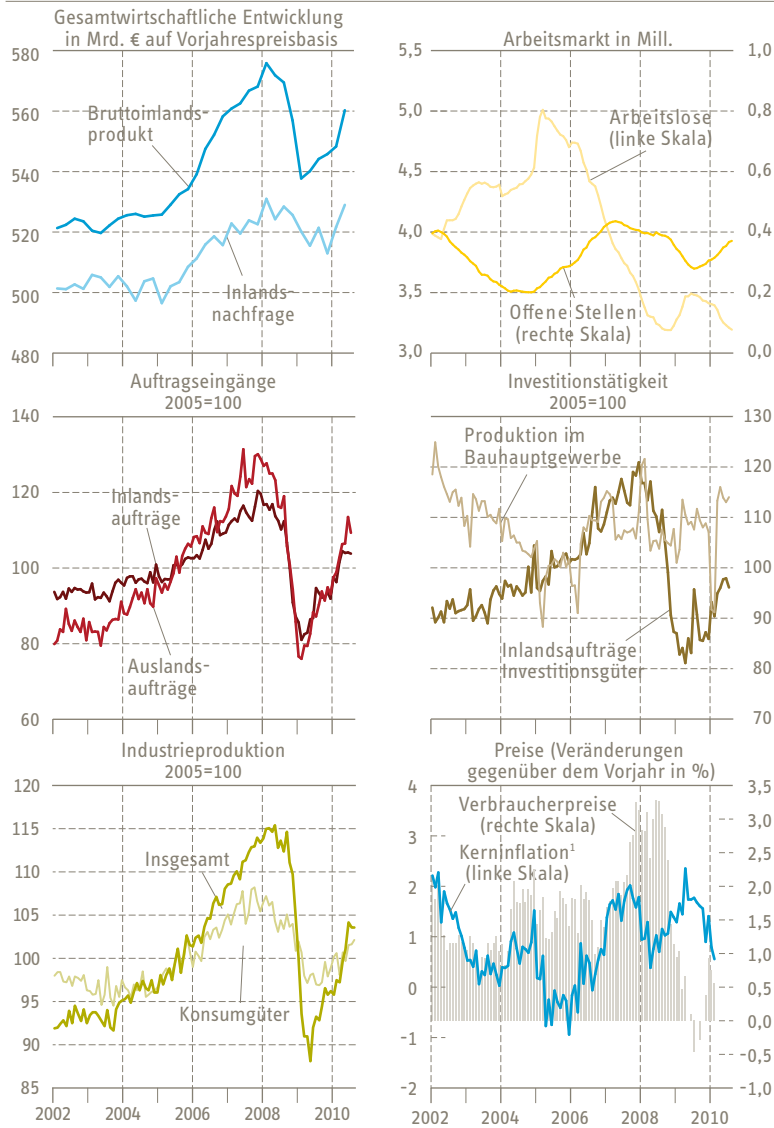 Gesamtwirtschaftliche Entwicklung
in Mrd. € auf Vorjahrespreisbasis
580
560
540
520
500
480
Bruttoinlands-
produkt
Inlands-
nachfrage
Arbeitsmarkt in Mill.
5,5
5,0
4,5
4,0
3,5
3,0
1,0
0,8
0,6
0,4
0,2
0,0
Arbeitslose
(linke Skala)
Offene Stellen
(rechte Skala)
Auftragseingänge
2005=100
140
120
100
80
60
Inlands-
aufträge
Auslands-
aufträge
Investitionstätigkeit
2005=100
130
120
110
100
90
80
70
Produktion im
Bauhauptgewerbe
Inlandsaufträge
Investitionsgüter
Industrieproduktion
2005=100
120
115
110
105
100
95
90
85
Insgesamt
Konsumgüter
2002 2004 2006 2008 2010
Preise (Veränderungen
gegenüber dem Vorjahr in %)
4
3
2
1
0
-1
-2
3,5
3,0
2,5
2,0
1,5
1,0
0,5
0,0
-0,5
-1,0
Verbraucherpreise
(rechte Skala)
Kerninflation¹
(linke Skala)
2002 2004 2006 2008 2010